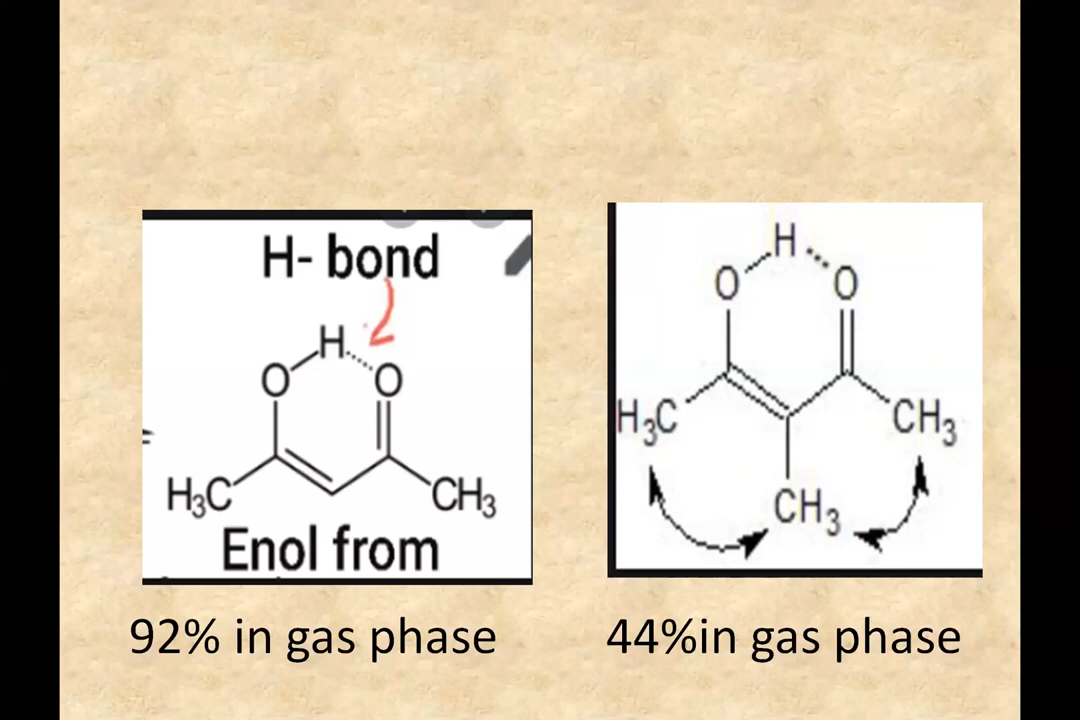 H- bond
H
O O
H3C CH3
Enol from
92% in gas phase
H
O O
H3C CH3
CH3
44%in gas phase